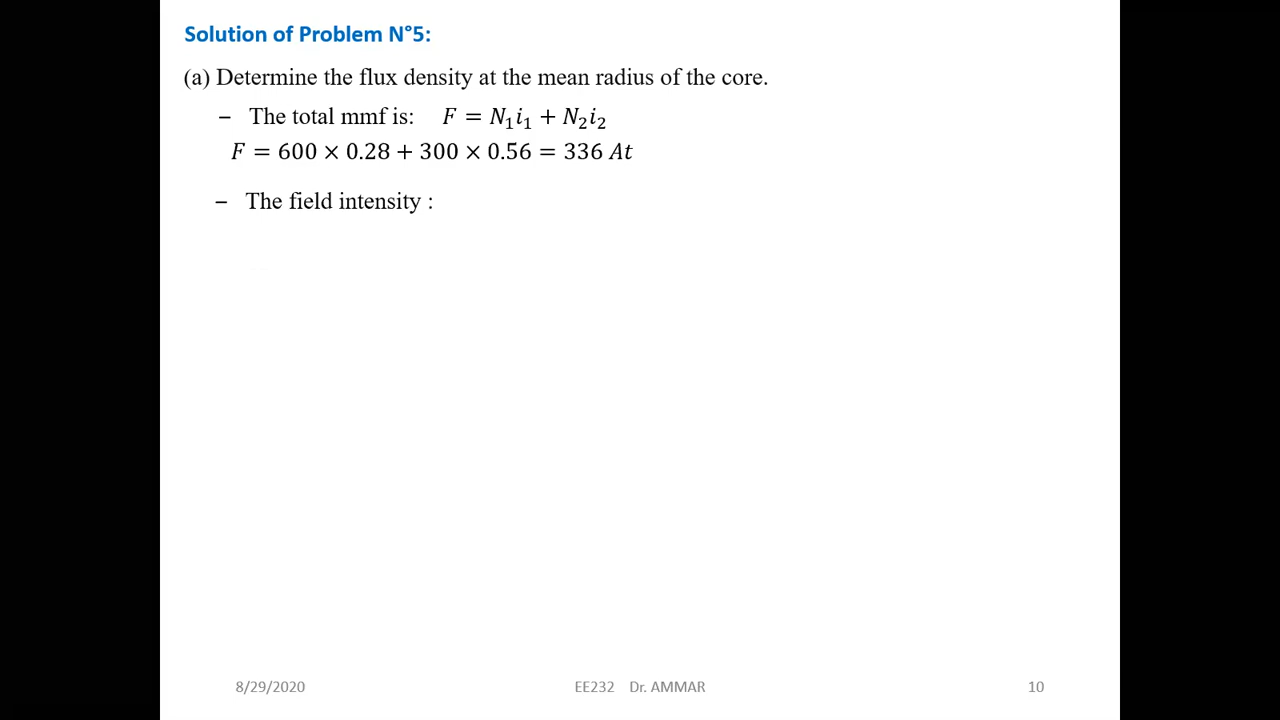 Solution of Problem N°5:
(a) Determine the flux density at the mean radius of the core.
– The total mmf is: F = N₁i₁ + N₂i₂
F = 600 × 0.28 + 300 × 0.56 = 336 At
– The field intensity :
8/29/2020 EE232 Dr. AMMAR 10